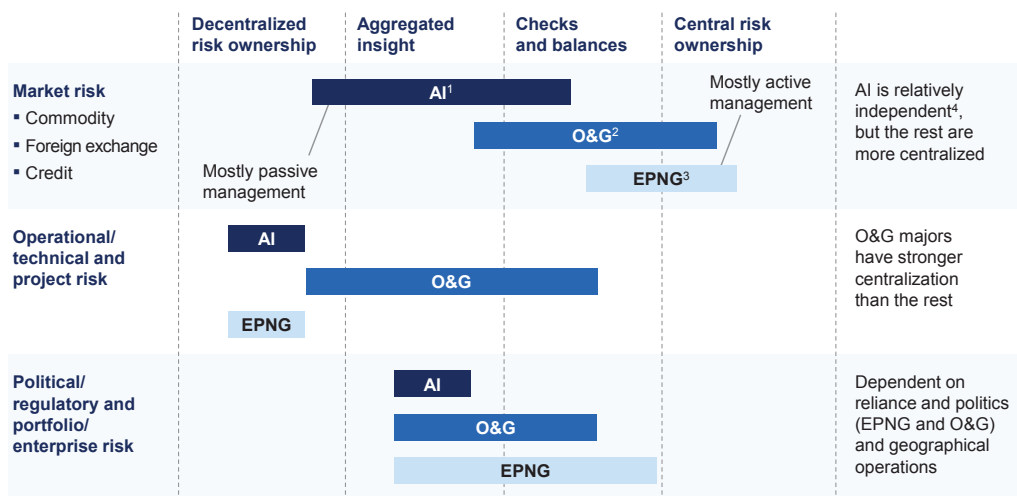 Decentralized
risk ownership
Aggregated
insight
Checks
and balances
Central risk
ownership
Market risk
▪ Commodity
▪ Foreign exchange
▪ Credit
AI¹
O&G²
EPNG³
Mostly passive
management
Mostly active
management
AI is relatively
independent⁴,
but the rest are
more centralized
Operational/
technical and
project risk
AI
O&G
EPNG
O&G majors
have stronger
centralization
than the rest
Political/
regulatory and
portfolio/
enterprise risk
AI
O&G
EPNG
Dependent on
reliance and politics
(EPNG and O&G)
and geographical
operations